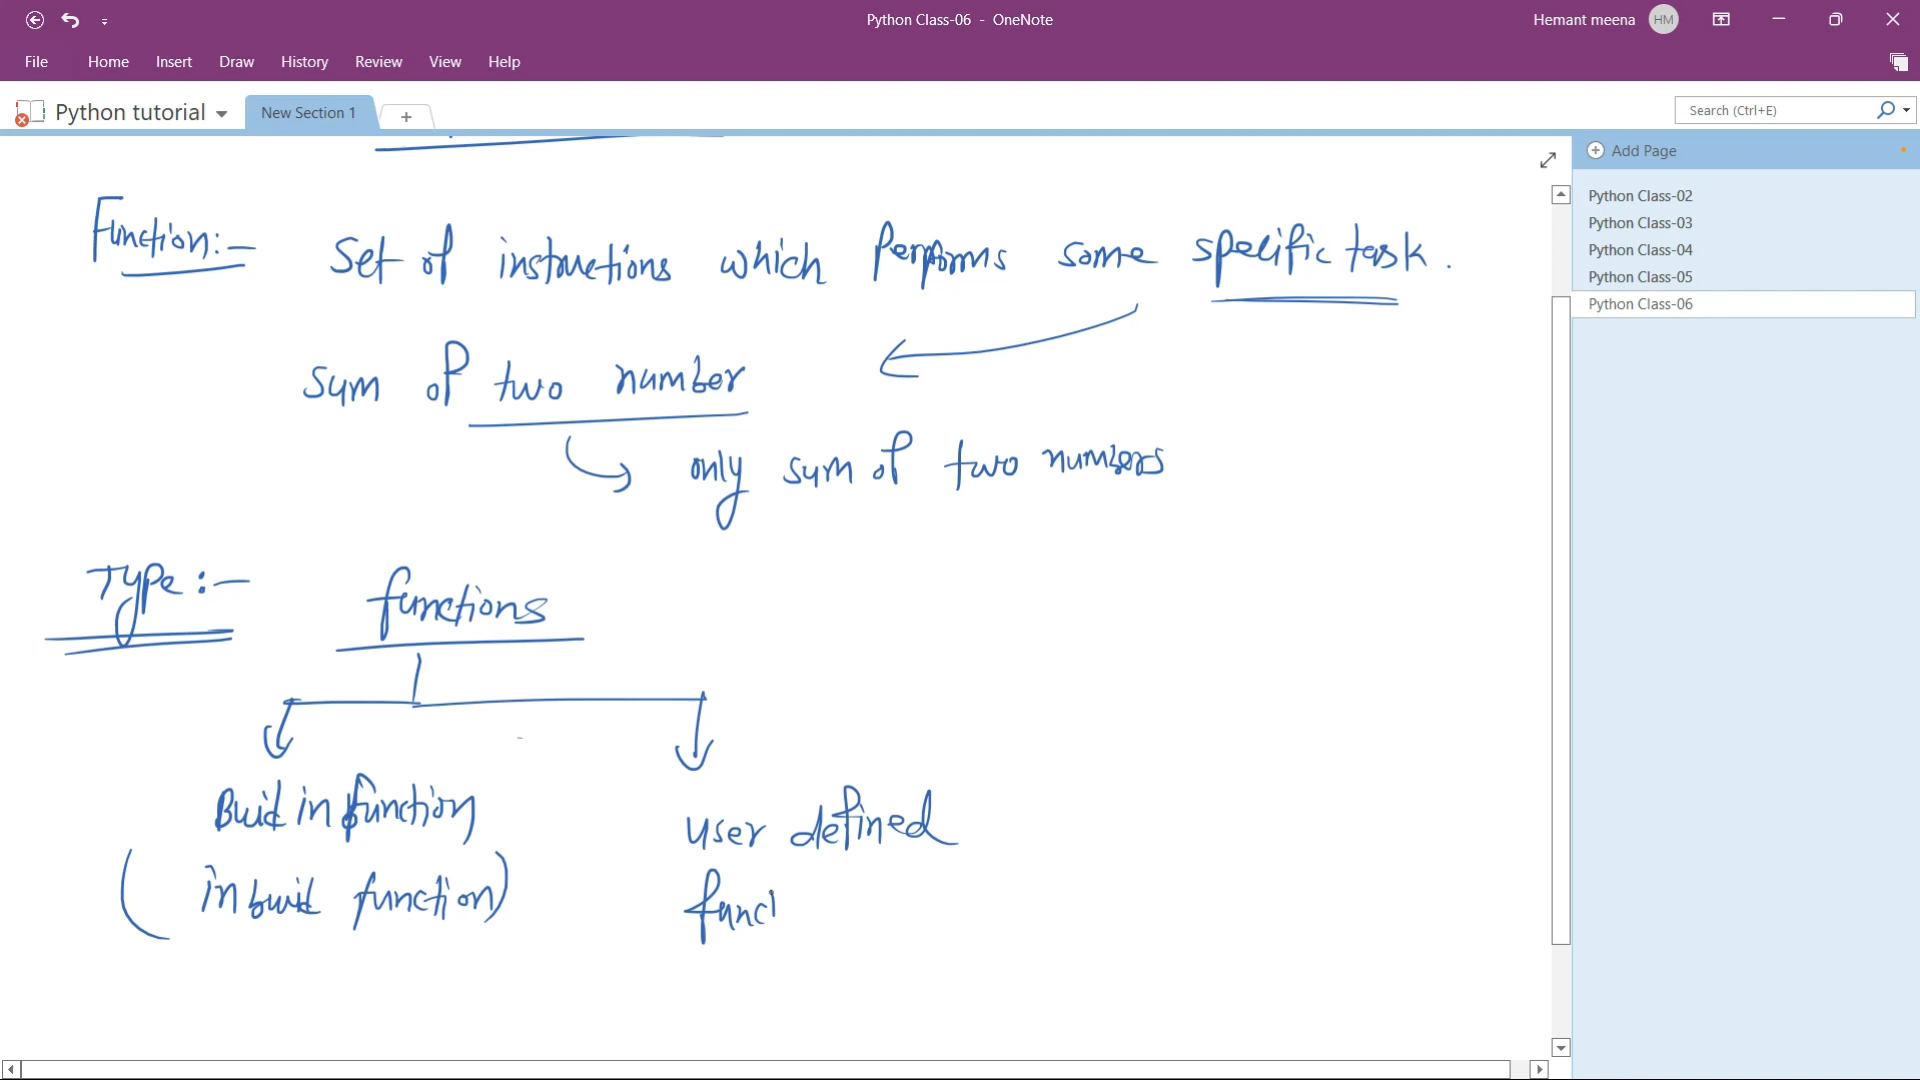 Python Class-06 - OneNote
Hemant meena HM
File Home Insert Draw History Review View Help
Python tutorial New Section 1 +
Search (Ctrl+E)
Add Page
Python Class-02
Python Class-03
Python Class-04
Python Class-05
Python Class-06
Function:- Set of instructions which Performs some specific task.
sum of two number
only sum of two numbers
Type:- functions
Buid in function
(inbuid function)
user defined
funcl